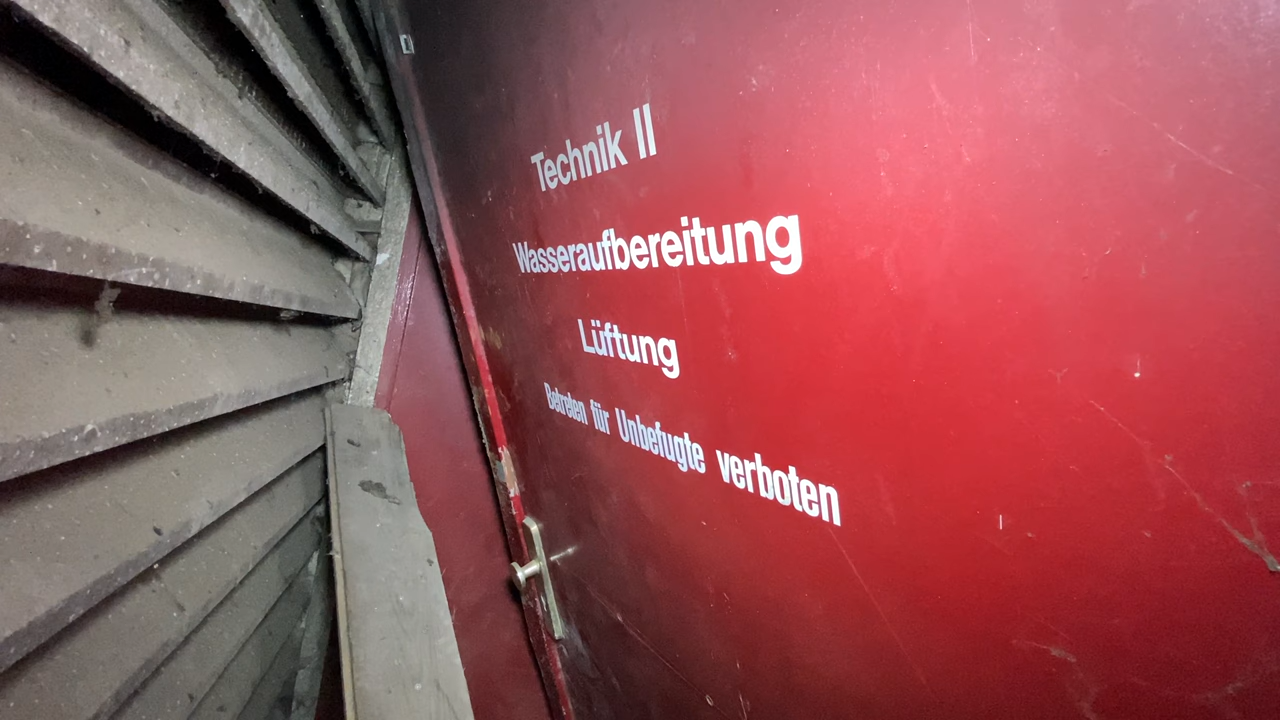 Technik II
Wasseraufbereitung
Lüftung
Betreten für Unbefugte verboten